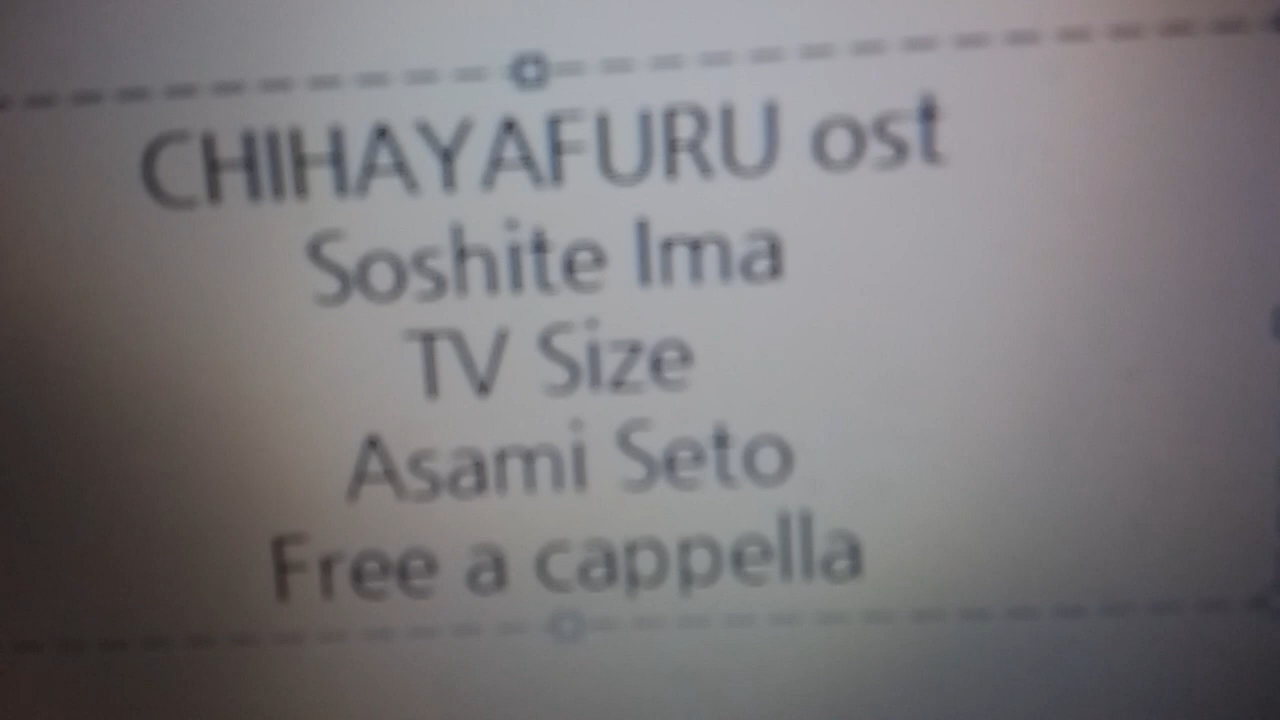 CHIHAYAFURU ost
Soshite Ima
TV Size
Asami Seto
Free a cappella